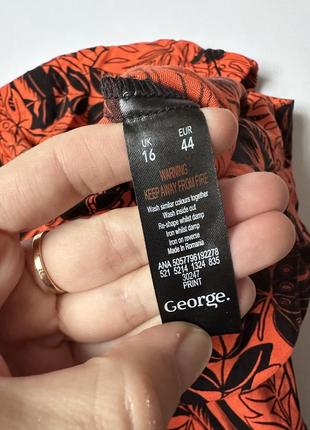 UK EUR
16 44
WARNING
KEEP AWAY FROM FIRE
Wash similar colours together
Wash inside out
Re-shape whilst damp
Iron whilst damp
Iron on reverse
Made in Romania
ANA 5057796192278
521 5214 1324 835
30247
PRINT
George.